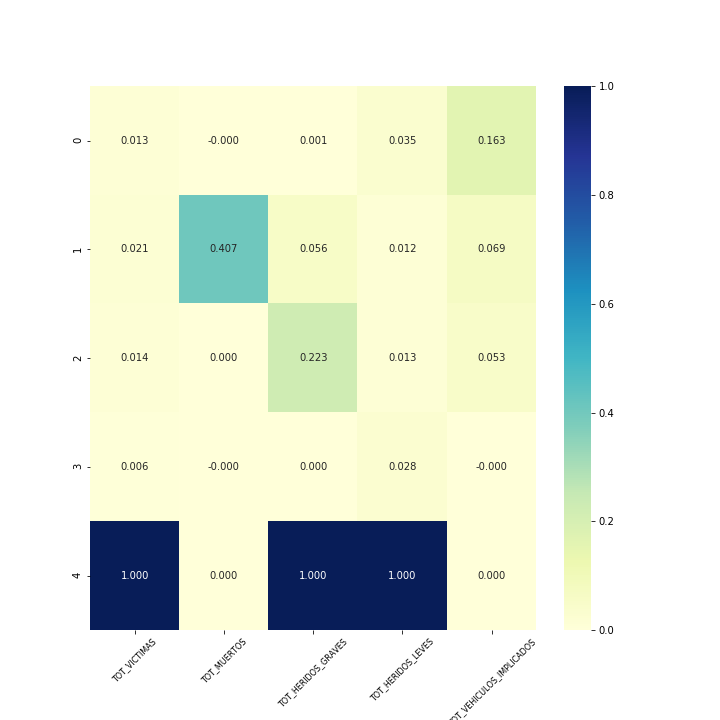 1.0
0 0.013 -0.000 0.001 0.035 0.163
0.8
1 0.021 0.407 0.056 0.012 0.069
0.6
2 0.014 0.000 0.223 0.013 0.053
0.4
3 0.006 -0.000 0.000 0.028 -0.000
0.2
4 1.000 0.000 1.000 1.000 0.000
0.0
TOT_VICTIMAS
TOT_MUERTOS
TOT_HERIDOS_GRAVES
TOT_HERIDOS_LEVES
OT_VEHICULOS_IMPLICADOS